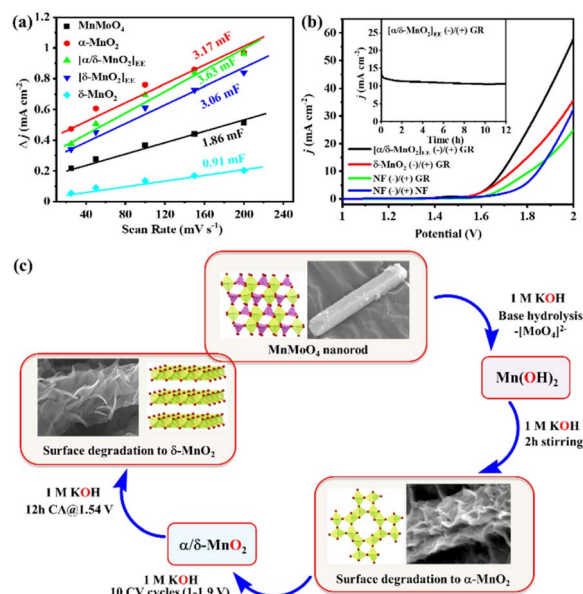 (a)
MnMoO₄
α-MnO₂
[α/δ-MnO₂]EE
[δ-MnO₂]EE
δ-MnO₂
3.17 mF
3.63 mF
3.06 mF
1.86 mF
0.91 mF
Δ j (mA cm⁻²)
1.2
1
0.8
0.6
0.4
0.2
0
40 80 120 160 200 240
Scan Rate (mV s⁻¹)
(b)
j (mA cm⁻²)
70
60
50
40
30
20
10
0
1 1.2 1.4 1.6 1.8 2
Potential (V)
[α/δ-MnO₂]EE (-)/(+) GR
j (mA cm⁻²)
25
20
15
10
5
0
0 2 4 6 8 10 12
Time (h)
[α/δ-MnO₂]EE (-)/(+) GR
δ-MnO₂ (-)/(+) GR
NF (-)/(+) GR
NF (-)/(+) NF
(c)
MnMoO₄ nanorod
1 M KOH
Base hydrolysis
-[MoO₄]²⁻
Mn(OH)₂
1 M KOH
2h stirring
Surface degradation to α-MnO₂
1 M KOH
10 CV cycles (1-1.9 V)
α/δ-MnO₂
1 M KOH
12h CA@1.54 V
Surface degradation to δ-MnO₂